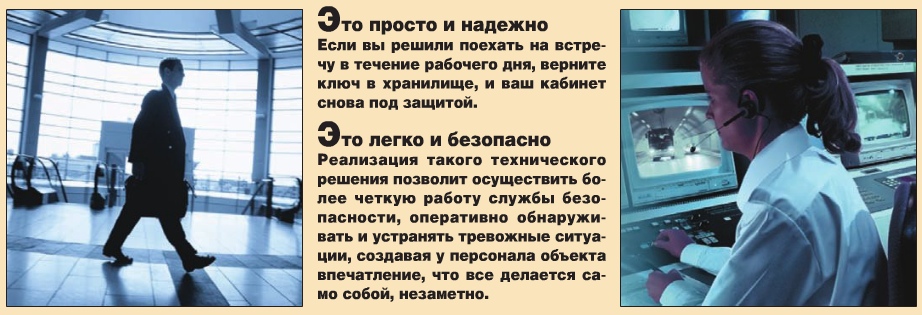 Это просто и надежно
Если вы решили поехать на встре-
чу в течение рабочего дня, верните
ключ в хранилище, и ваш кабинет
снова под защитой.
Это легко и безопасно
Реализация такого технического
решения позволит осуществить бо-
лее четкую работу службы безо-
пасности, оперативно обнаружи-
вать и устранять тревожные ситуа-
ции, создавая у персонала объекта
впечатление, что все делается са-
мо собой, незаметно.